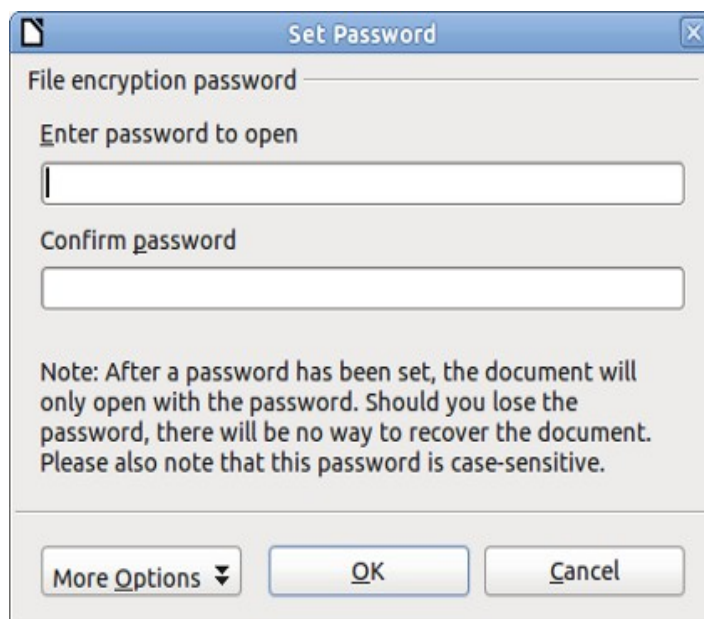 Set Password
File encryption password
Enter password to open
Confirm password
Note: After a password has been set, the document will
only open with the password. Should you lose the
password, there will be no way to recover the document.
Please also note that this password is case-sensitive.
More Options OK Cancel